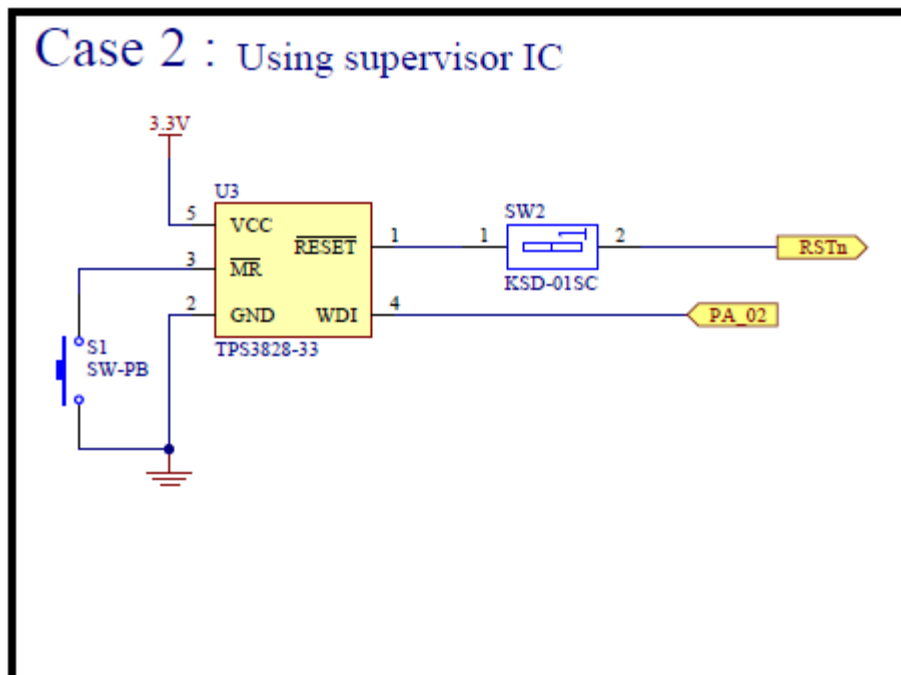 Case 2 : Using supervisor IC
3.3V
U3
5
VCC
RESET
1
3
MR
2
GND
WDI
4
TPS3828-33
SW2
1
2
KSD-01SC
RSTn
PA_02
S1
SW-PB